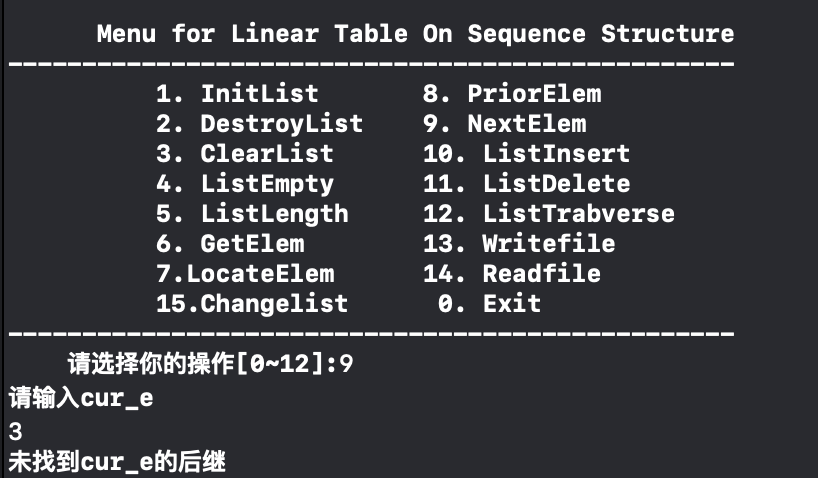 Menu for Linear Table On Sequence Structure
-------------------------------------------------
1. InitList 8. PriorElem
2. DestroyList 9. NextElem
3. ClearList 10. ListInsert
4. ListEmpty 11. ListDelete
5. ListLength 12. ListTrabverse
6. GetElem 13. Writefile
7.LocateElem 14. Readfile
15.Changelist 0. Exit
-------------------------------------------------
请选择你的操作[0~12]:9
请输入cur_e
3
未找到cur_e的后继